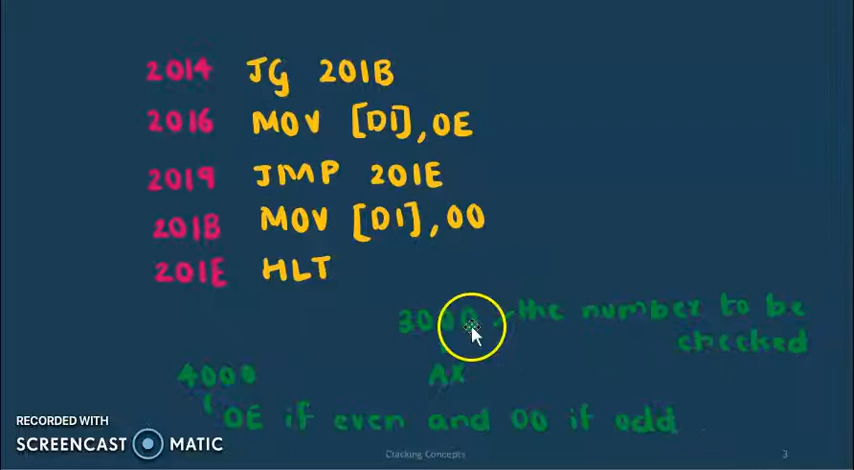 2014 JG 201B
2016 MOV [DI], 0E
2019 JMP 201E
201B MOV [DI], 00
201E HLT
3000 - the number to be
checked
4000 AX
0E if even and 00 if odd
RECORDED WITH
SCREENCAST MATIC
Cracking Concepts 3